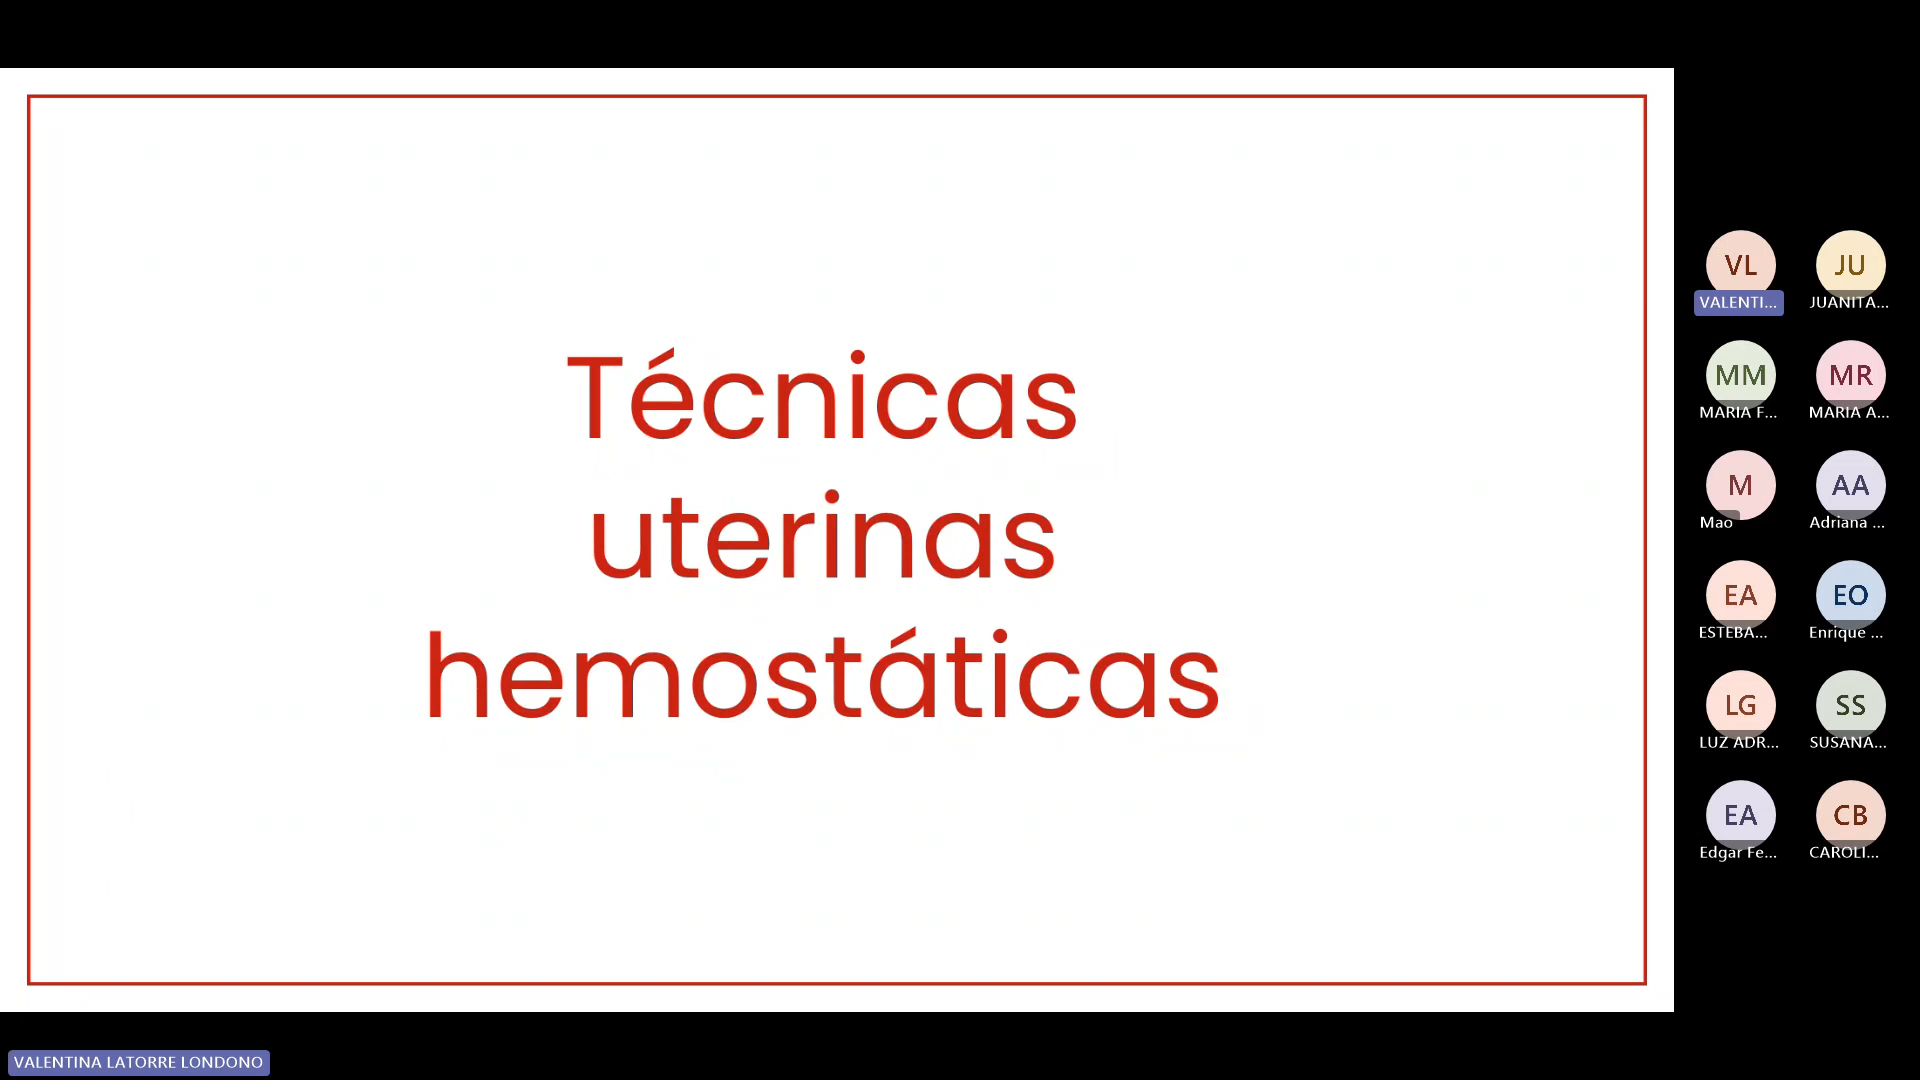 Técnicas
uterinas
hemostáticas
VL
JU
VALENTI...
JUANITA...
MM
MR
MARIA F...
MARIA A...
M
AA
Mao
Adriana ...
EA
EO
ESTEBA...
Enrique ...
LG
SS
LUZ ADR...
SUSANA...
EA
CB
Edgar Fe...
CAROLI...
VALENTINA LATORRE LONDONO